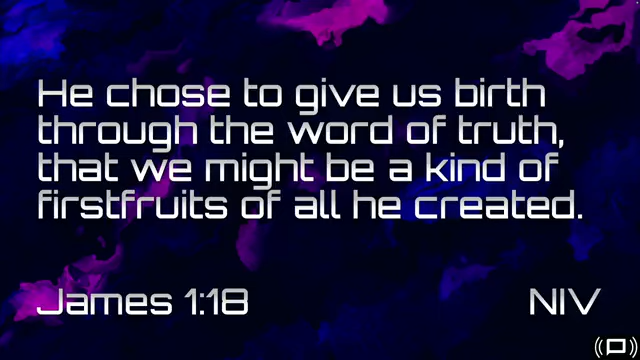 He chose to give us birth
through the word of truth,
that we might be a kind of
firstfruits of all he created.
James 1:18
NIV